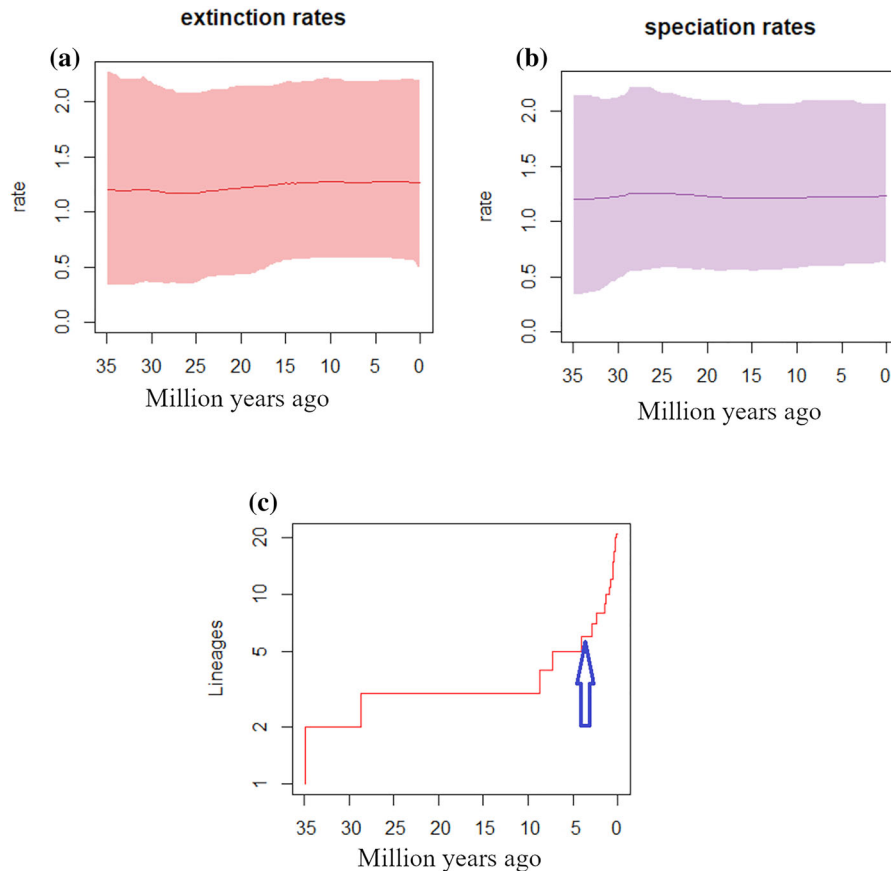 extinction rates
(a)
rate
0.0 0.5 1.0 1.5 2.0
35 30 25 20 15 10 5 0
Million years ago
speciation rates
(b)
rate
0.0 0.5 1.0 1.5 2.0
35 30 25 20 15 10 5 0
Million years ago
(c)
Lineages
1 2 5 10 20
35 30 25 20 15 10 5 0
Million years ago